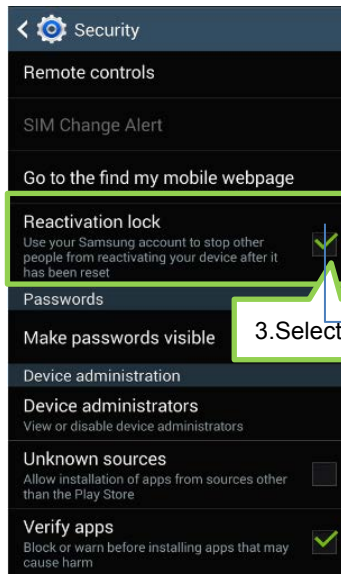 Security
Remote controls
SIM Change Alert
Go to the find my mobile webpage
Reactivation lock
Use your Samsung account to stop other
people from reactivating your device after it
has been reset
Passwords
Make passwords visible
3.Select
Device administration
Device administrators
View or disable device administrators
Unknown sources
Allow installation of apps from sources other
than the Play Store
Verify apps
Block or warn before installing apps that may
cause harm